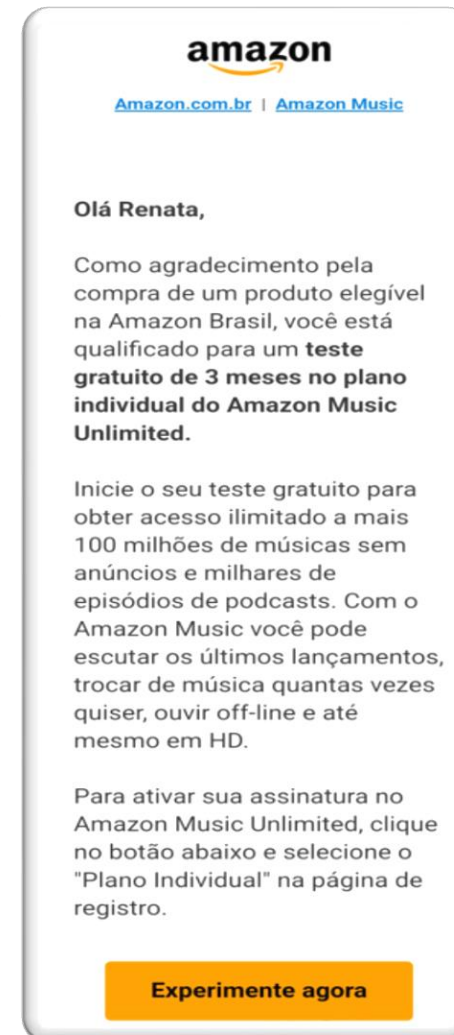 amazon
Amazon.com.br | Amazon Music
Olá Renata,
Como agradecimento pela
compra de um produto elegível
na Amazon Brasil, você está
qualificado para um teste
gratuito de 3 meses no plano
individual do Amazon Music
Unlimited.
Inicie o seu teste gratuito para
obter acesso ilimitado a mais
100 milhões de músicas sem
anúncios e milhares de
episódios de podcasts. Com o
Amazon Music você pode
escutar os últimos lançamentos,
trocar de música quantas vezes
quiser, ouvir off-line e até
mesmo em HD.
Para ativar sua assinatura no
Amazon Music Unlimited, clique
no botão abaixo e selecione o
"Plano Individual" na página de
registro.
Experimente agora